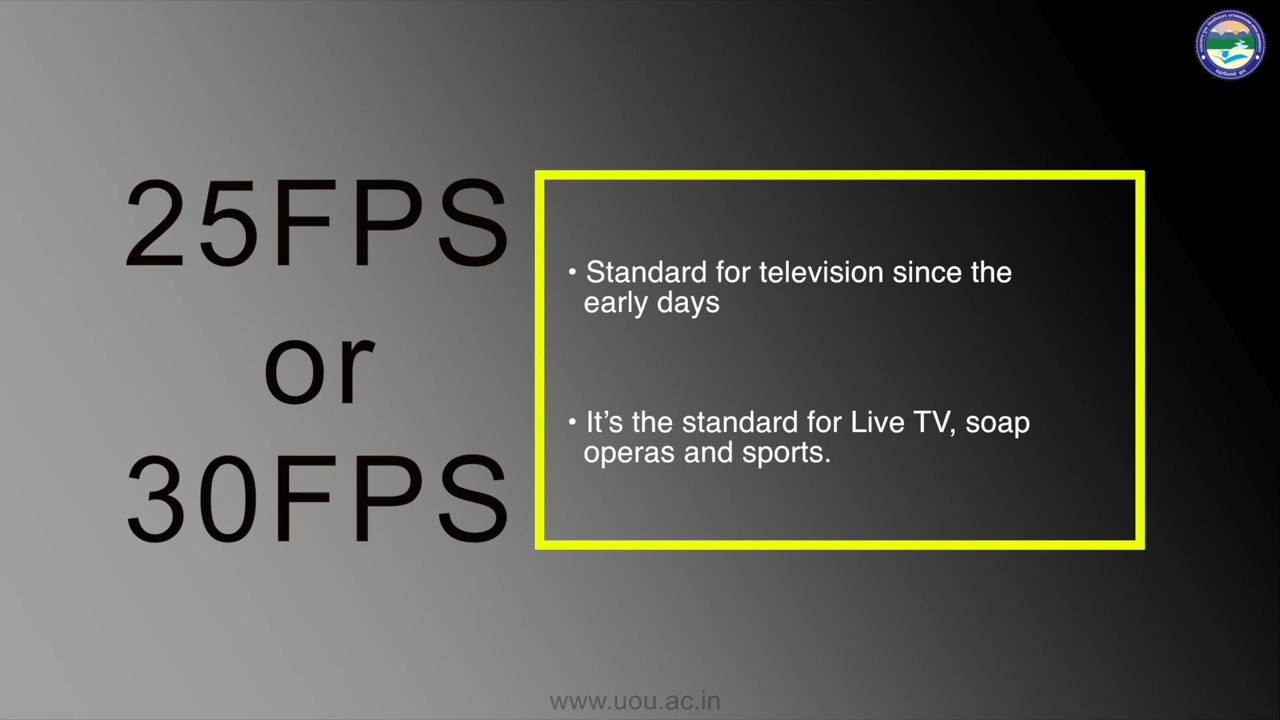 25FPS
or
30FPS
• Standard for television since the
early days
• It’s the standard for Live TV, soap
operas and sports.
www.uou.ac.in